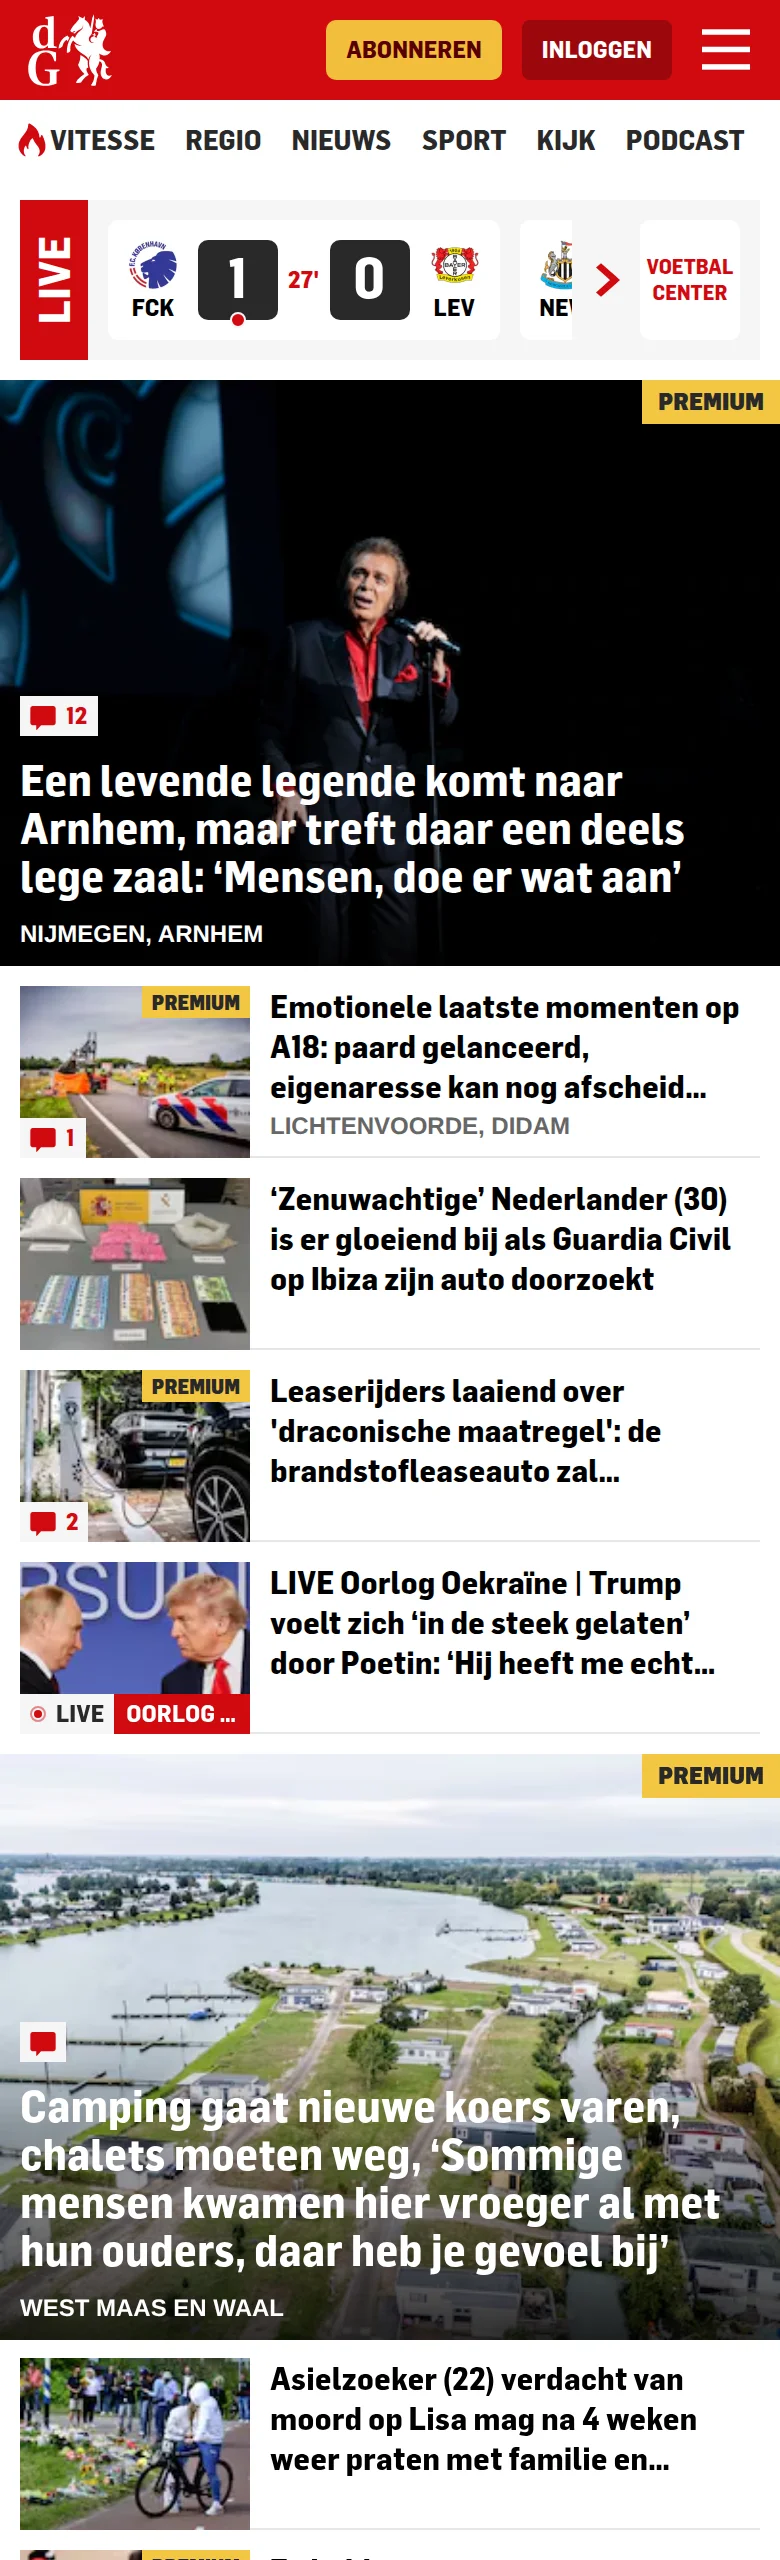 dG
ABONNEREN
INLOGGEN
VITESSE REGIO NIEUWS SPORT KIJK PODCAST
LIVE
FCK
1
27'
0
LEV
NEW
VOETBAL
CENTER
PREMIUM
12
Een levende legende komt naar
Arnhem, maar treft daar een deels
lege zaal: ‘Mensen, doe er wat aan’
NIJMEGEN, ARNHEM
PREMIUM
1
Emotionele laatste momenten op
A18: paard gelanceerd,
eigenaresse kan nog afscheid...
LICHTENVOORDE, DIDAM
‘Zenuwachtige’ Nederlander (30)
is er gloeiend bij als Guardia Civil
op Ibiza zijn auto doorzoekt
PREMIUM
2
Leaserijders laaiend over
'draconische maatregel': de
brandstofleaseauto zal...
RSUIN
LIVE
OORLOG ...
LIVE Oorlog Oekraïne | Trump
voelt zich ‘in de steek gelaten’
door Poetin: ‘Hij heeft me echt...
PREMIUM
Camping gaat nieuwe koers varen,
chalets moeten weg, ‘Sommige
mensen kwamen hier vroeger al met
hun ouders, daar heb je gevoel bij’
WEST MAAS EN WAAL
Asielzoeker (22) verdacht van
moord op Lisa mag na 4 weken
weer praten met familie en...
PREMIUM